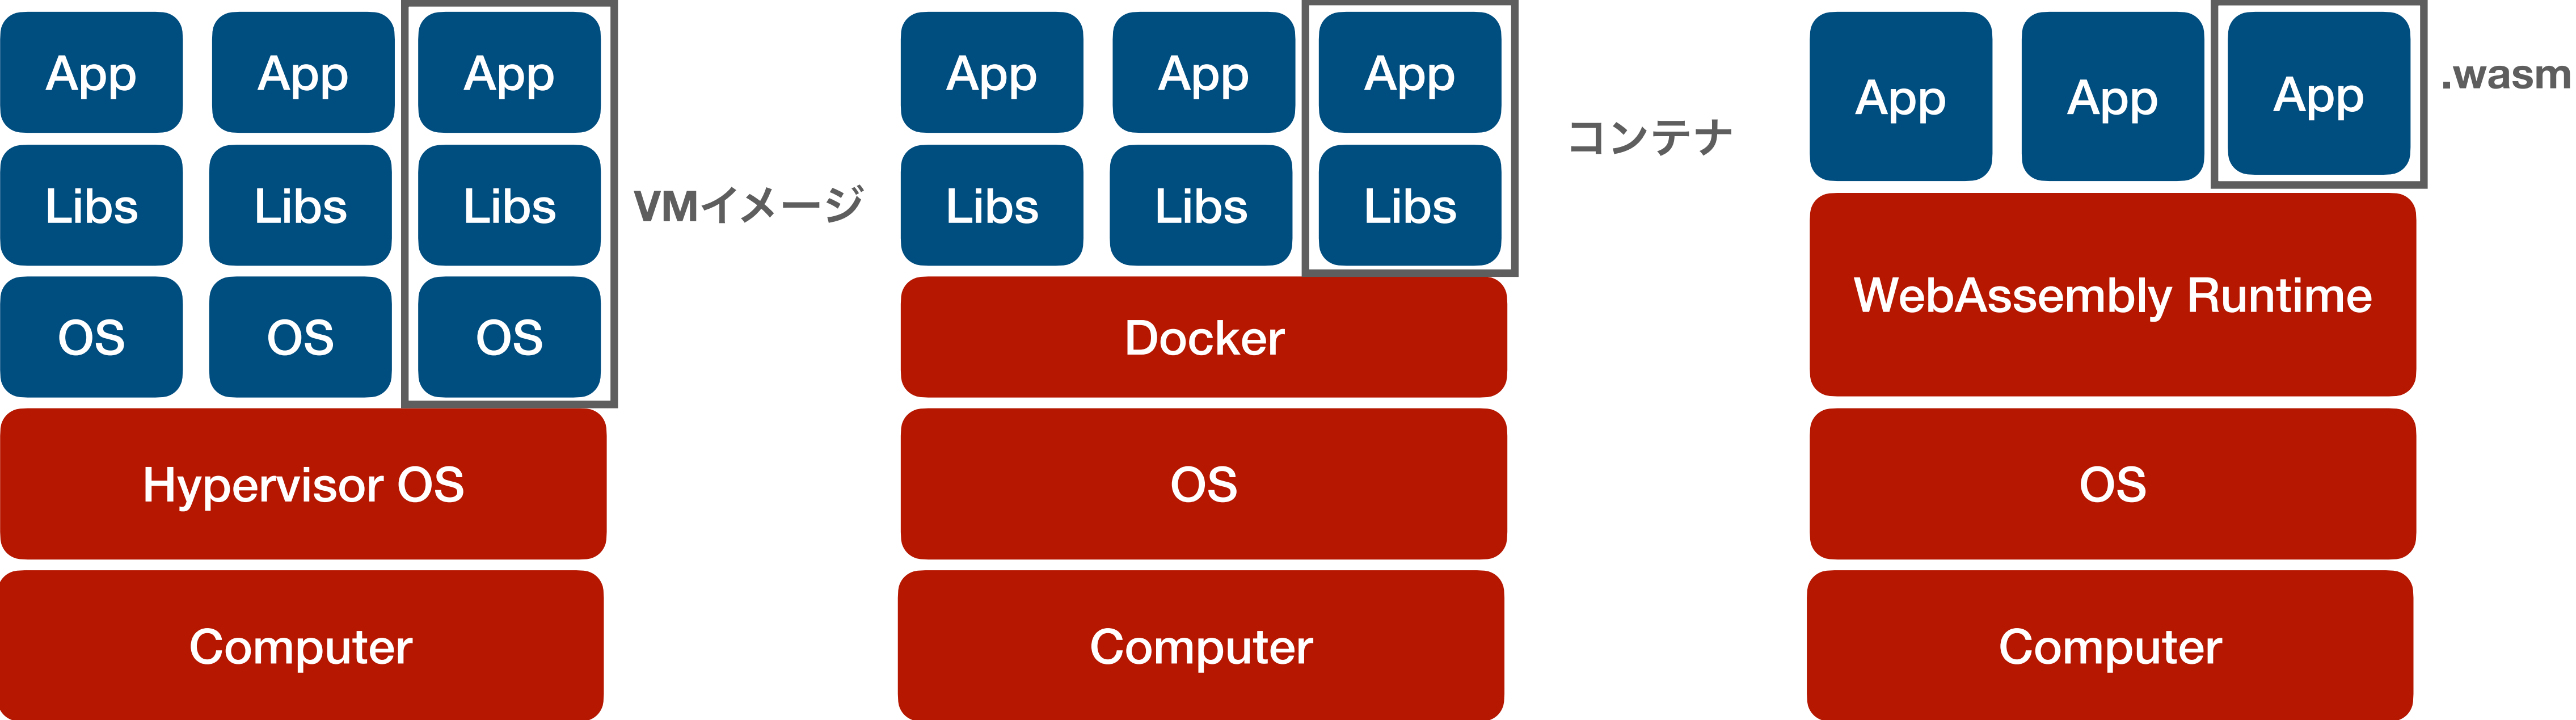 App
App
App
Libs
Libs
Libs
VMイメージ
OS
OS
OS
Hypervisor OS
Computer
App
App
App
コンテナ
Libs
Libs
Libs
Docker
OS
Computer
App
App
App
.wasm
WebAssembly Runtime
OS
Computer